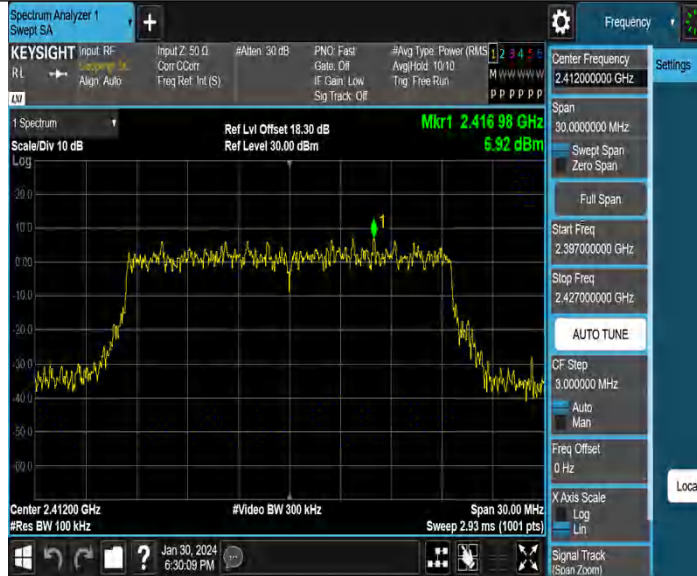 Spectrum Analyzer 1
Swept SA
+
Frequency
KEYSIGHT
RL
Input: RF
Align: Auto
Input Z: 50 Ω
Corr CCorr
Freq Ref: Int (S)
#Atten: 30 dB
PNO: Fast
Gate: Off
IF Gain: Low
Sig Track: Off
#Avg Type: Power (RMS
Avg|Hold: 10/10
Trig: Free Run
1 2 3 4 5 6
M W W W W W
P P P P P P
1 Spectrum
Scale/Div 10 dB
Ref Lvl Offset 18.30 dB
Ref Level 30.00 dBm
Mkr1 2.416 98 GHz
6.92 dBm
Log
20.0
10.0
0.00
-10.0
-20.0
-30.0
-40.0
-50.0
-60.0
1
Center 2.41200 GHz
#Res BW 100 kHz
#Video BW 300 kHz
Span 30.00 MHz
Sweep 2.93 ms (1001 pts)
?
Jan 30, 2024
6:30:09 PM
Center Frequency
2.412000000 GHz
Span
30.0000000 MHz
Swept Span
Zero Span
Full Span
Start Freq
2.397000000 GHz
Stop Freq
2.427000000 GHz
AUTO TUNE
CF Step
3.000000 MHz
Auto
Man
Freq Offset
0 Hz
X Axis Scale
Log
Lin
Signal Track
(Span Zoom)
Settings
Loca